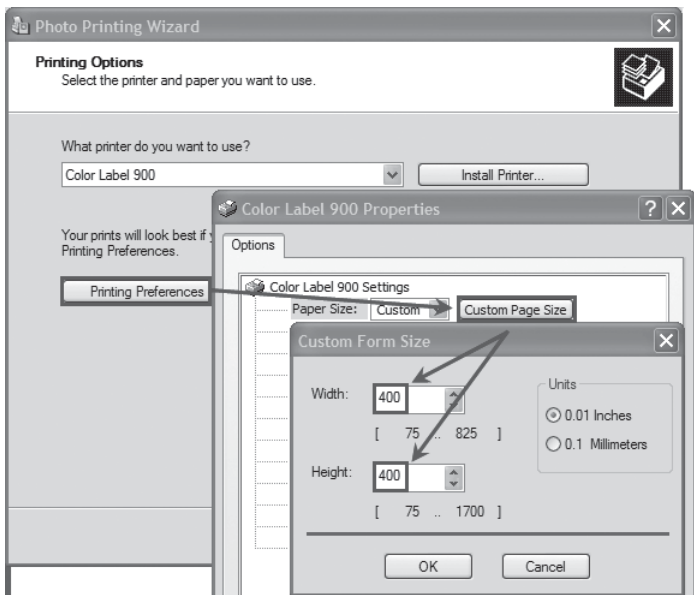 Photo Printing Wizard
Printing Options
Select the printer and paper you want to use.
What printer do you want to use?
Color Label 900
Install Printer...
Your prints will look best if
Printing Preferences.
Printing Preferences
Color Label 900 Properties
Options
Color Label 900 Settings
Paper Size: Custom Custom Page Size
Custom Form Size
Width: 400
[ 75 .. 825 ]
Height: 400
[ 75 .. 1700 ]
Units
0.01 Inches
0.1 Millimeters
OK Cancel